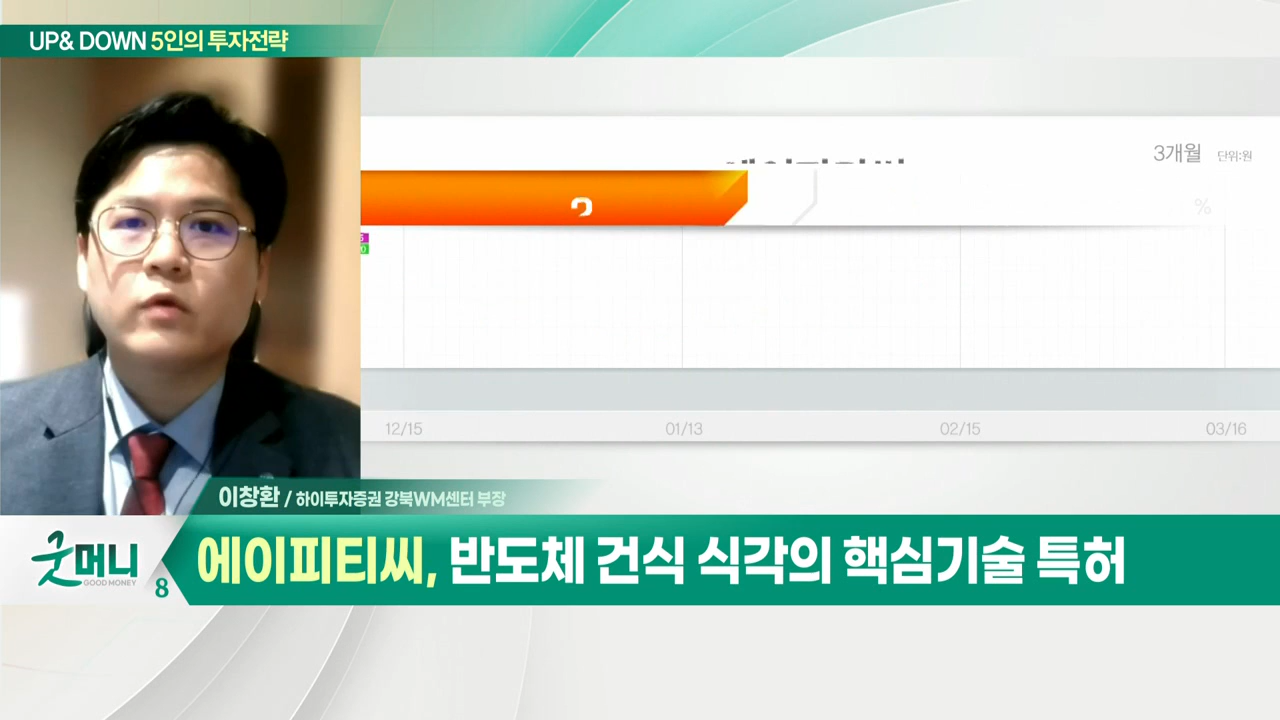 UP& DOWN 5인의 투자전략
3개월 단위:원
%
12/15 01/13 02/15 03/16
이창환 / 하이투자증권 강북WM센터 부장
굿머니
GOOD MONEY
8
에이피티씨, 반도체 건식 식각의 핵심기술 특허